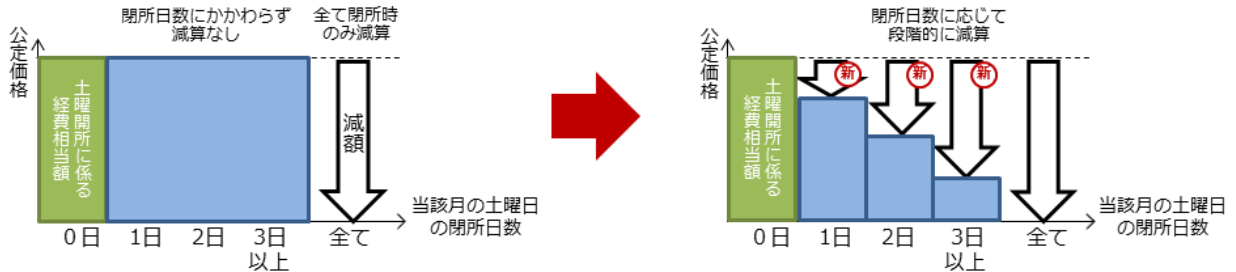 閉所日数にかかわらず
減算なし
全て閉所時
のみ減算
公定価格
土曜開所に係る
経費相当額
減額
0日
1日
2日
3日
以上
全て
当該月の土曜日
の閉所日数
閉所日数に応じて
段階的に減算
公定価格
土曜開所に係る
経費相当額
新
新
新
0日
1日
2日
3日
以上
全て
当該月の土曜日
の閉所日数